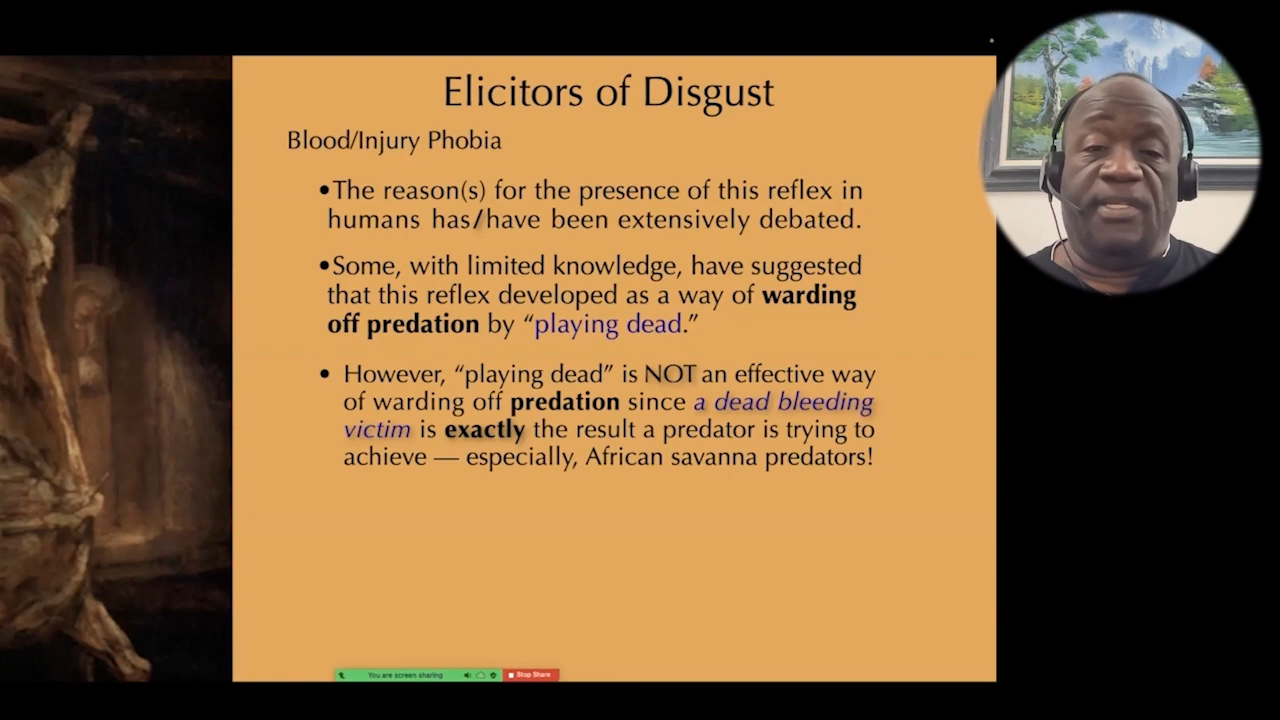 Elicitors of Disgust
Blood/Injury Phobia
•The reason(s) for the presence of this reflex in
humans has/have been extensively debated.
•Some, with limited knowledge, have suggested
that this reflex developed as a way of warding
off predation by “playing dead.”
• However, “playing dead” is NOT an effective way
of warding off predation since a dead bleeding
victim is exactly the result a predator is trying to
achieve — especially, African savanna predators!
You are screen sharing
Stop Share